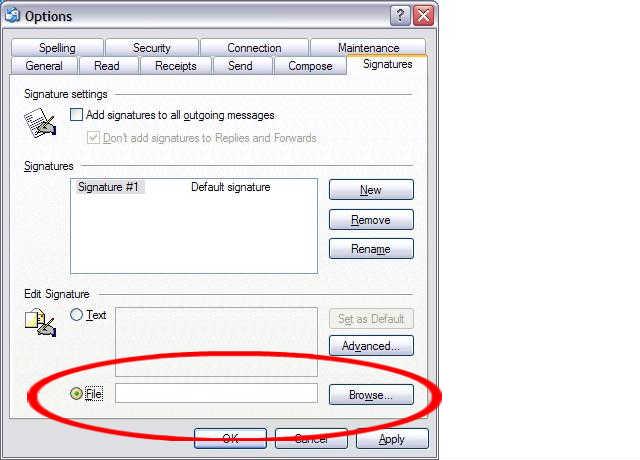 Options
Spelling Security Connection Maintenance
General Read Receipts Send Compose Signatures
Signature settings
Add signatures to all outgoing messages
Don't add signatures to Replies and Forwards
Signatures
Signature #1 Default signature New
Remove
Rename
Edit Signature
Text Set as Default
Advanced...
File Browse...
OK Cancel Apply